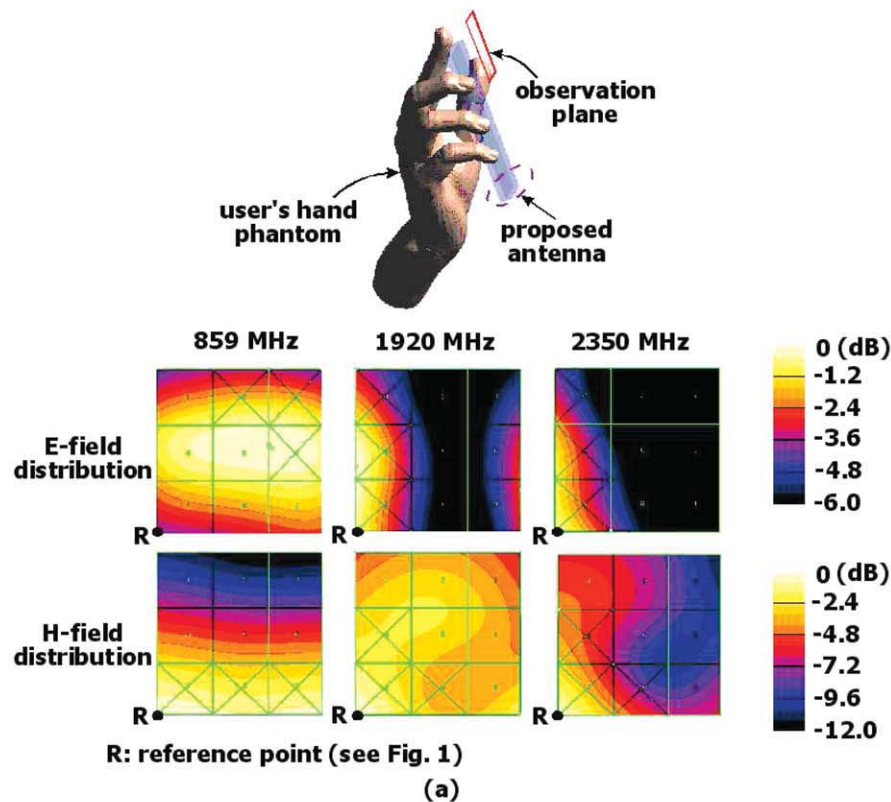 observation
plane
user's hand
phantom
proposed
antenna
859 MHz
1920 MHz
2350 MHz
E-field
distribution
R
R
R
0 (dB)
-1.2
-2.4
-3.6
-4.8
-6.0
H-field
distribution
R
R
R
0 (dB)
-2.4
-4.8
-7.2
-9.6
-12.0
R: reference point (see Fig. 1)
(a)